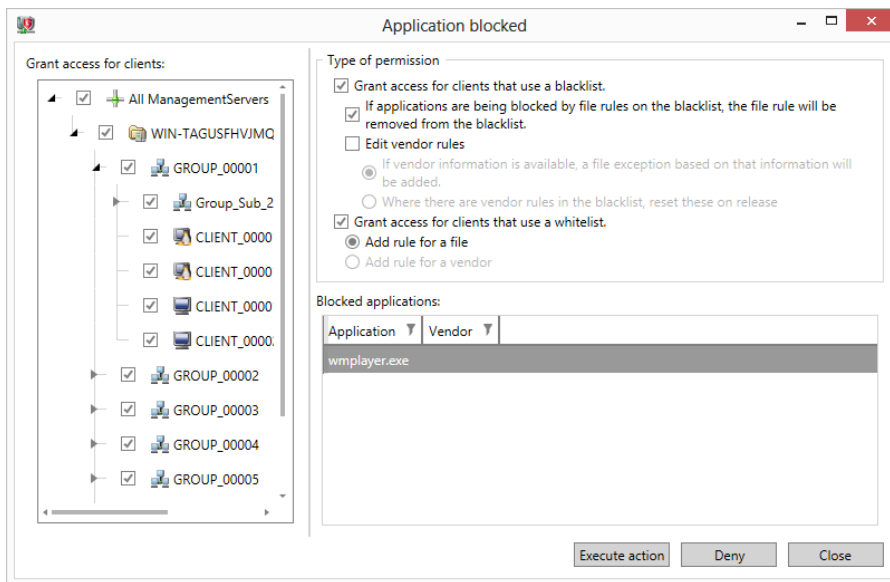 Application blocked
Grant access for clients:
All ManagementServers
WIN-TAGUSFHVJMQ
GROUP_00001
Group_Sub_2
CLIENT_0000
CLIENT_0000
CLIENT_0000
CLIENT_0000
GROUP_00002
GROUP_00003
GROUP_00004
GROUP_00005
Type of permission
Grant access for clients that use a blacklist.
If applications are being blocked by file rules on the blacklist, the file rule will be
removed from the blacklist.
Edit vendor rules
If vendor information is available, a file exception based on that information will
be added.
Where there are vendor rules in the blacklist, reset these on release
Grant access for clients that use a whitelist.
Add rule for a file
Add rule for a vendor
Blocked applications:
Application Vendor
wmplayer.exe
Execute action Deny Close